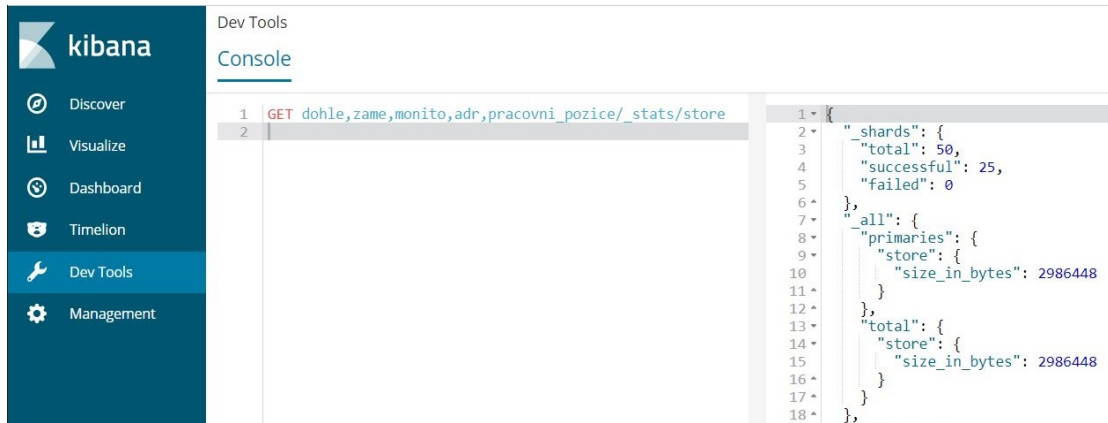 kibana
Discover
Visualize
Dashboard
Timelion
Dev Tools
Management
Dev Tools
Console
1 GET dohle,zame,monito,adr,pracovni_pozice/_stats/store
2
1 {
2 "_shards": {
3 "total": 50,
4 "successful": 25,
5 "failed": 0
6 },
7 "_all": {
8 "primaries": {
9 "store": {
10 "size_in_bytes": 2986448
11 }
12 },
13 "total": {
14 "store": {
15 "size_in_bytes": 2986448
16 }
17 }
18 },